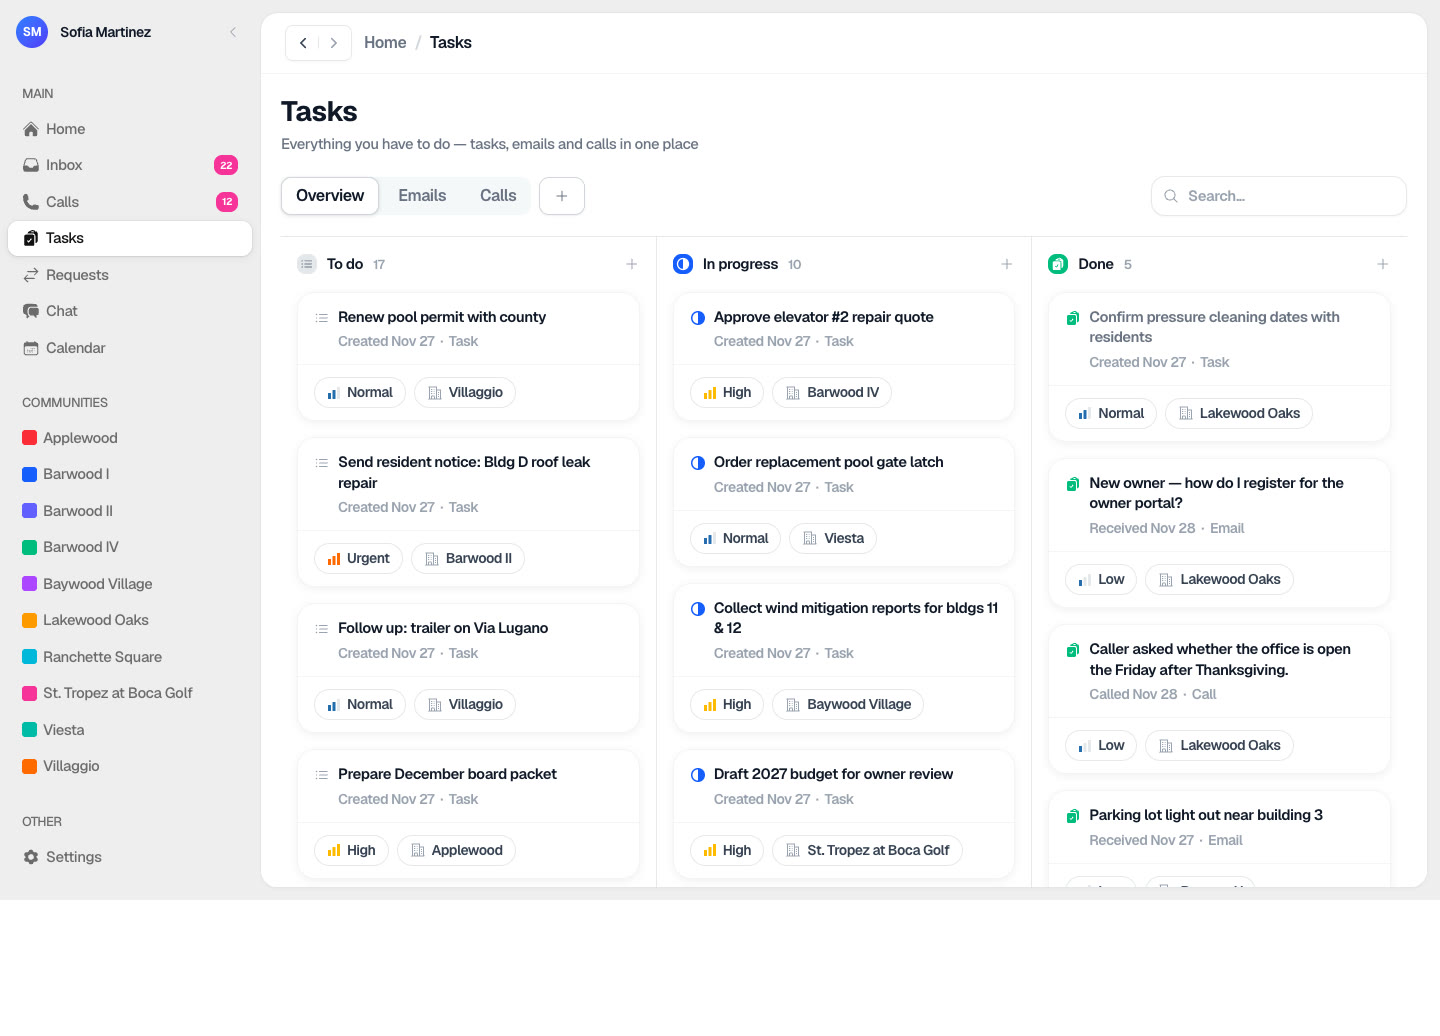 SM
Sofia Martinez
MAIN
Home
Inbox
22
Calls
12
Tasks
Requests
Chat
Calendar
COMMUNITIES
Applewood
Barwood I
Barwood II
Barwood IV
Baywood Village
Lakewood Oaks
Ranchette Square
St. Tropez at Boca Golf
Viesta
Villaggio
OTHER
Settings
Home / Tasks
Tasks
Everything you have to do — tasks, emails and calls in one place
Overview
Emails
Calls
Search...
To do 17
Renew pool permit with county
Created Nov 27 · Task
Normal
Villaggio
Send resident notice: Bldg D roof leak
repair
Created Nov 27 · Task
Urgent
Barwood II
Follow up: trailer on Via Lugano
Created Nov 27 · Task
Normal
Villaggio
Prepare December board packet
Created Nov 27 · Task
High
Applewood
In progress 10
Approve elevator #2 repair quote
Created Nov 27 · Task
High
Barwood IV
Order replacement pool gate latch
Created Nov 27 · Task
Normal
Viesta
Collect wind mitigation reports for bldgs 11
& 12
Created Nov 27 · Task
High
Baywood Village
Draft 2027 budget for owner review
Created Nov 27 · Task
High
St. Tropez at Boca Golf
Done 5
Confirm pressure cleaning dates with
residents
Created Nov 27 · Task
Normal
Lakewood Oaks
New owner — how do I register for the
owner portal?
Received Nov 28 · Email
Low
Lakewood Oaks
Caller asked whether the office is open
the Friday after Thanksgiving.
Called Nov 28 · Call
Low
Lakewood Oaks
Parking lot light out near building 3
Received Nov 27 · Email